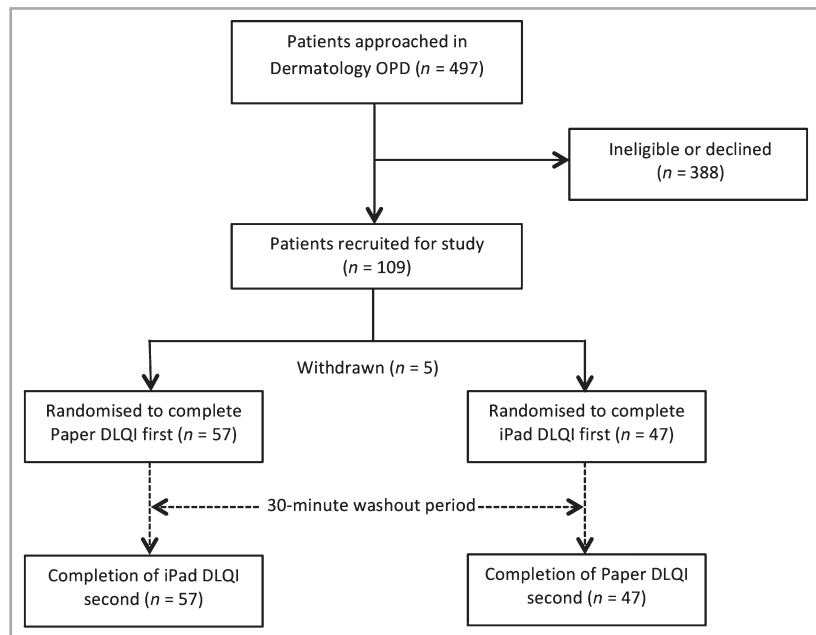 Patients approached in
Dermatology OPD (n = 497)
Ineligible or declined
(n = 388)
Patients recruited for study
(n = 109)
Withdrawn (n = 5)
Randomised to complete
Paper DLQI first (n = 57)
Randomised to complete
iPad DLQI first (n = 47)
30-minute washout period
Completion of iPad DLQI
second (n = 57)
Completion of Paper DLQI
second (n = 47)